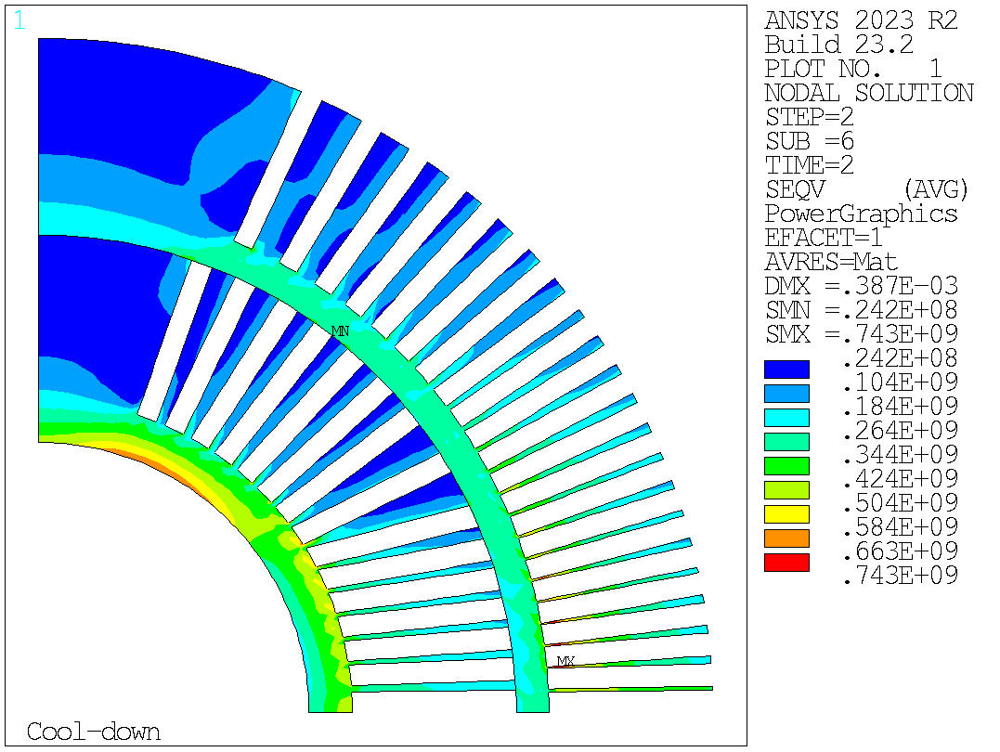 1
ANSYS 2023 R2
Build 23.2
PLOT NO.   1
NODAL SOLUTION
STEP=2
SUB =6
TIME=2
SEQV     (AVG)
PowerGraphics
EFACET=1
AVRES=Mat
DMX =.387E-03
SMN =.242E+08
SMX =.743E+09
.242E+08
.104E+09
.184E+09
.264E+09
.344E+09
.424E+09
.504E+09
.584E+09
.663E+09
.743E+09
MN
MX
Cool-down